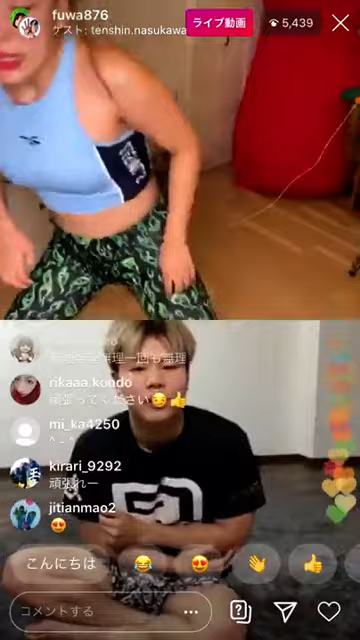 fuwa876
ゲスト: tenshin.nasukawa
ライブ動画
5,439
rikaaa.kondo
頑張ってください😏👍
mi_ka4250
^ - ^
kirari_9292
頑張れー
jitianmao2
😍
こんにちは
😂
😍
👋
👍
コメントする